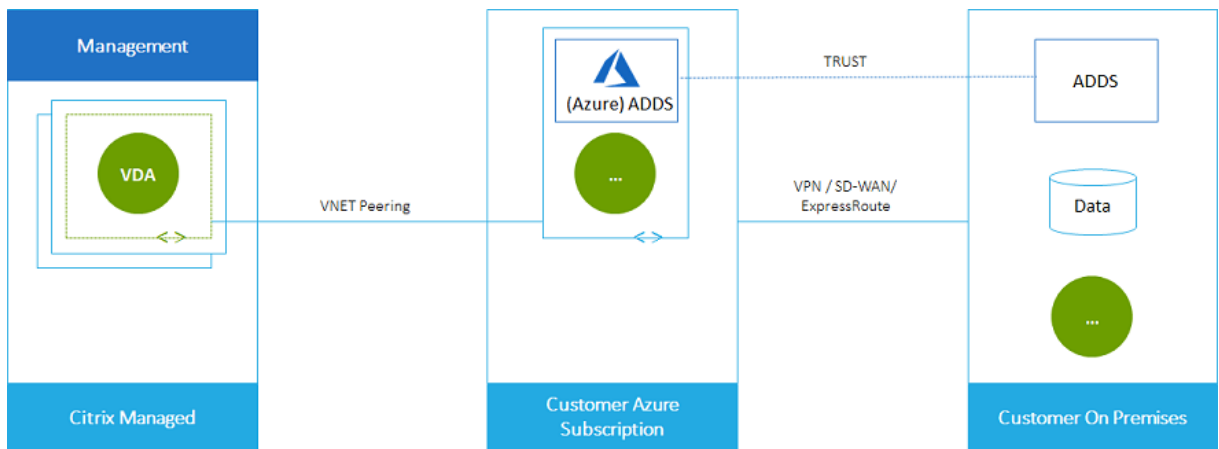 Management
VDA
Citrix Managed
VNET Peering
(Azure) ADDS
...
Customer Azure
Subscription
TRUST
VPN / SD-WAN/
ExpressRoute
ADDS
Data
...
Customer On Premises